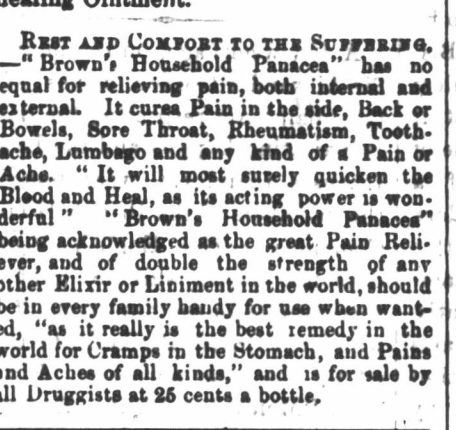 Healing Ointment.
REST AND COMFORT TO THE SUFFERING.
—"Brown's Household Panacea" has no
equal for relieving pain, both internal and
external. It cures Pain in the side, Back or
Bowels, Sore Throat, Rheumatism, Tooth-
ache, Lumbago and any kind of a Pain or
Ache. "It will most surely quicken the
Blood and Heal, as its acting power is won-
derful" "Brown's Household Panacea"
being acknowledged as the great Pain Reli-
ever, and of double the strength of any
other Elixir or Liniment in the world, should
be in every family handy for use when want-
ed, "as it really is the best remedy in the
world for Cramps in the Stomach, and Pains
and Aches of all kinds," and is for sale by
all Druggists at 25 cents a bottle.